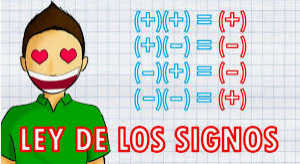 (+)(+) = (+)
(+)(-) = (-)
(-)(+) = (-)
(-)(-) = (+)
LEY DE LOS SIGNOS